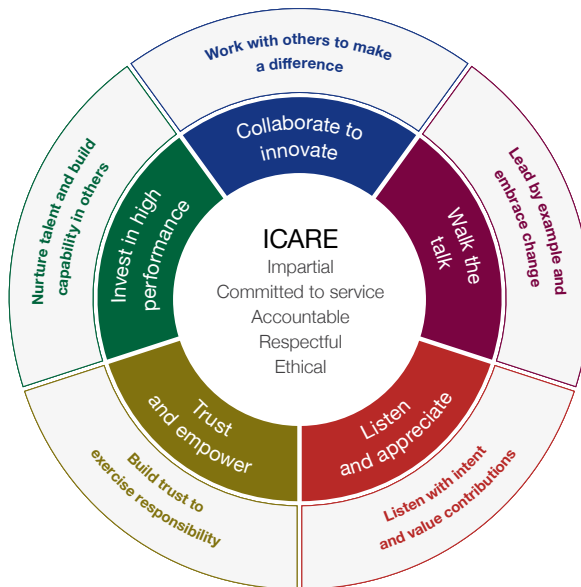 Work with others to make
a difference
Collaborate to
innovate
Lead by example and
embrace change
Walk the
talk
Listen
and appreciate
Listen with intent
and value contributions
Trust
and empower
Build trust to
exercise responsibility
Nurture talent and build
capability in others
Invest in high
performance
ICARE
Impartial
Committed to service
Accountable
Respectful
Ethical